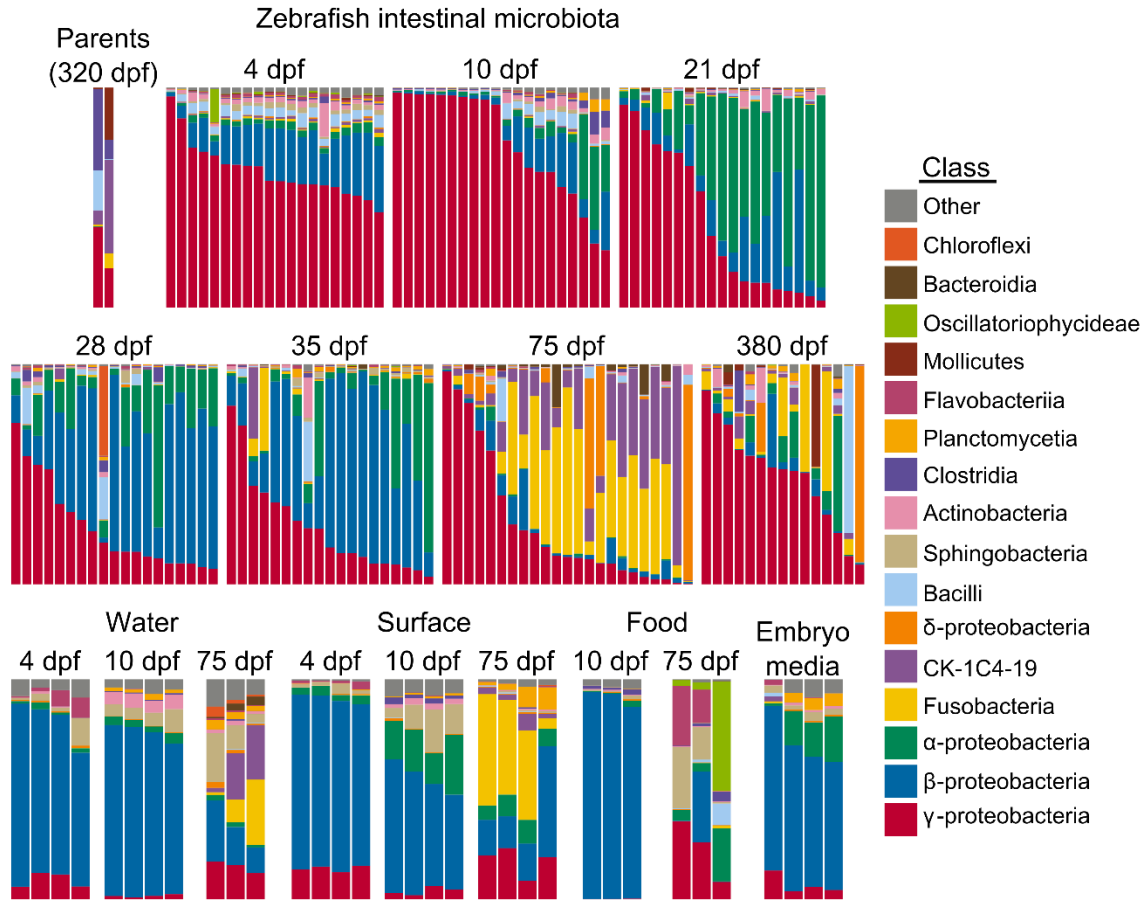 Zebrafish intestinal microbiota
Parents
(320 dpf)
4 dpf
10 dpf
21 dpf
28 dpf
35 dpf
75 dpf
380 dpf
Water
Surface
Food
Embryo
media
4 dpf
10 dpf
75 dpf
4 dpf
10 dpf
75 dpf
10 dpf
75 dpf
Class
Other
Chloroflexi
Bacteroidia
Oscillatoriophycideae
Mollicutes
Flavobacteriia
Planctomycetia
Clostridia
Actinobacteria
Sphingobacteria
Bacilli
δ-proteobacteria
CK-1C4-19
Fusobacteria
α-proteobacteria
β-proteobacteria
γ-proteobacteria